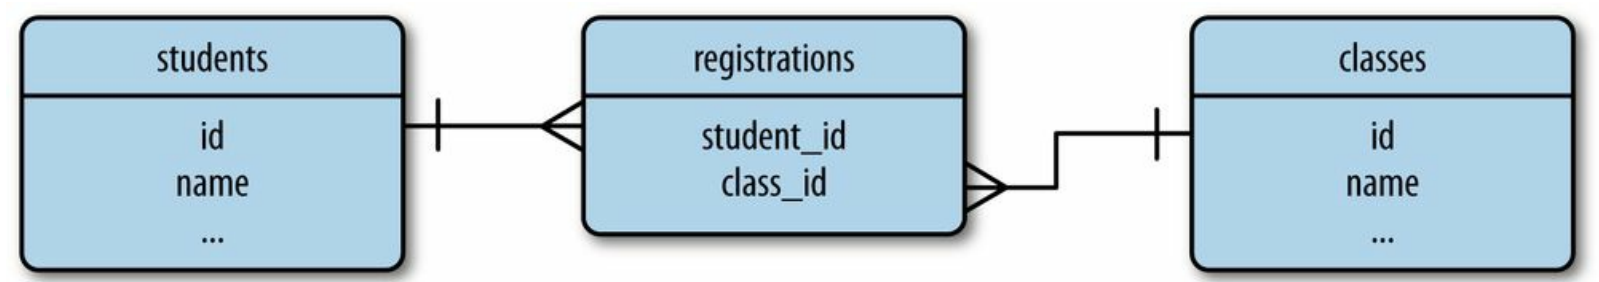 students
id
name
...
registrations
student_id
class_id
classes
id
name
...